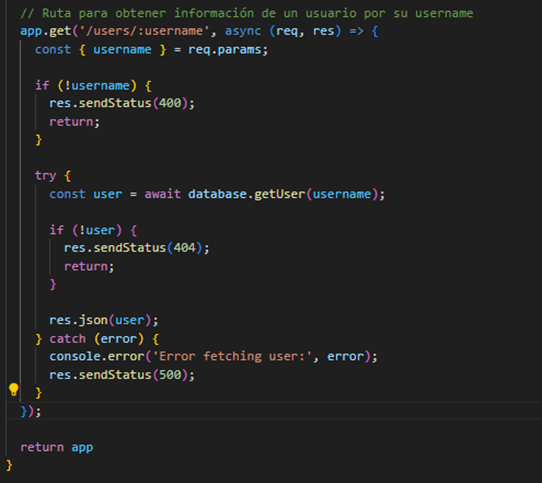 // Ruta para obtener información de un usuario por su username
app.get('/users/:username', async (req, res) => {
const { username } = req.params;
if (!username) {
res.sendStatus(400);
return;
}
try {
const user = await database.getUser(username);
if (!user) {
res.sendStatus(404);
return;
}
res.json(user);
} catch (error) {
console.error('Error fetching user:', error);
res.sendStatus(500);
}
});
return app
}